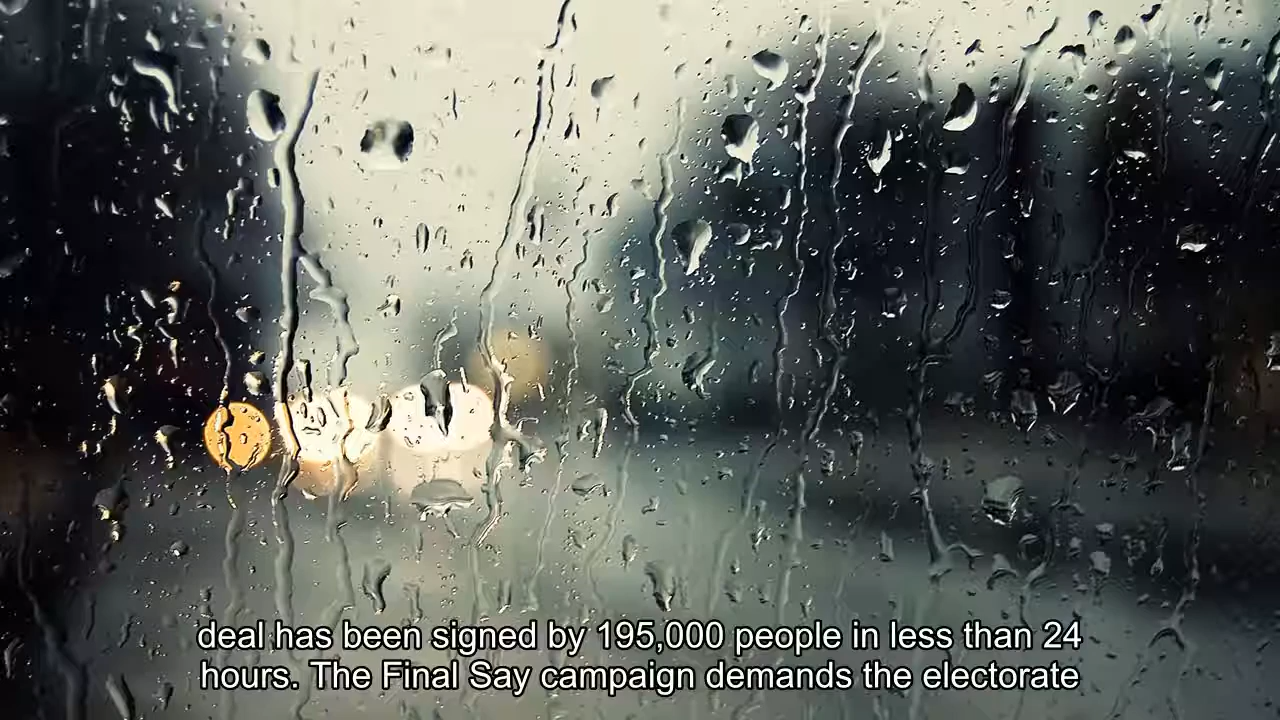 deal has been signed by 195,000 people in less than 24
hours. The Final Say campaign demands the electorate